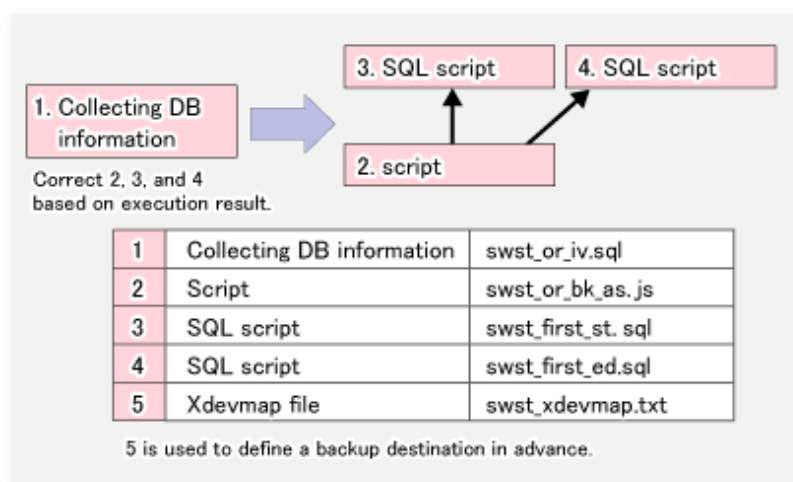 3. SQL script
4. SQL script
1. Collecting DB
information
2. script
Correct 2, 3, and 4
based on execution result.
1 Collecting DB information swst_or_iv.sql
2 Script swst_or_bk_as.js
3 SQL script swst_first_st. sql
4 SQL script swst_first_ed.sql
5 Xdevmap file swst_xdevmap.txt
5 is used to define a backup destination in advance.